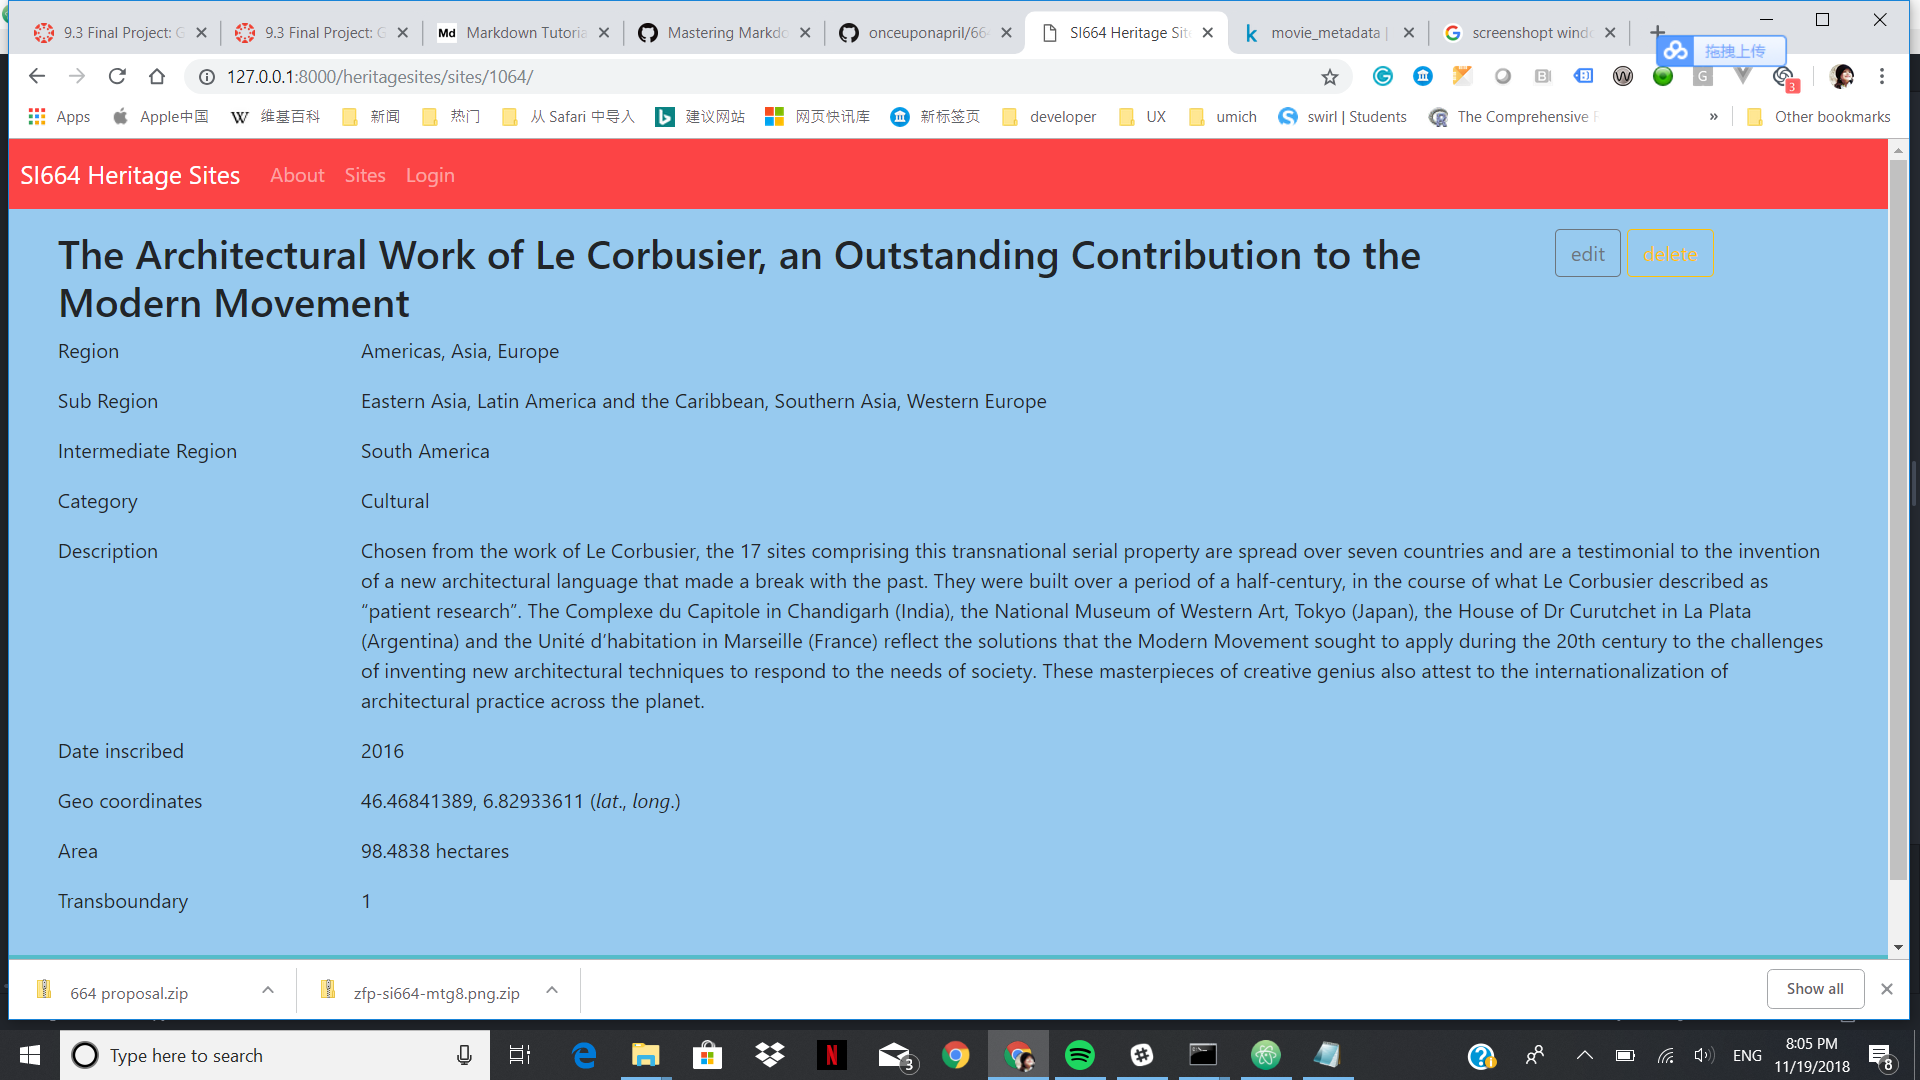 9.3 Final Project: G
9.3 Final Project: G
Md Markdown Tutoria
Mastering Markdo
onceuponapril/664
SI664 Heritage Site
k movie_metadata |
G screenshopt windo
拖拽上传
127.0.0.1:8000/heritagesites/sites/1064/
3
Apps
Apple中国
W 维基百科
新闻
热门
从 Safari 中导入
建议网站
网页快讯库
新标签页
developer
UX
umich
swirl | Students
The Comprehensive
»
Other bookmarks
SI664 Heritage Sites About Sites Login
The Architectural Work of Le Corbusier, an Outstanding Contribution to the
Modern Movement
edit
delete
Region Americas, Asia, Europe
Sub Region Eastern Asia, Latin America and the Caribbean, Southern Asia, Western Europe
Intermediate Region South America
Category Cultural
Description Chosen from the work of Le Corbusier, the 17 sites comprising this transnational serial property are spread over seven countries and are a testimonial to the invention
of a new architectural language that made a break with the past. They were built over a period of a half-century, in the course of what Le Corbusier described as
“patient research”. The Complexe du Capitole in Chandigarh (India), the National Museum of Western Art, Tokyo (Japan), the House of Dr Curutchet in La Plata
(Argentina) and the Unité d’habitation in Marseille (France) reflect the solutions that the Modern Movement sought to apply during the 20th century to the challenges
of inventing new architectural techniques to respond to the needs of society. These masterpieces of creative genius also attest to the internationalization of
architectural practice across the planet.
Date inscribed 2016
Geo coordinates 46.46841389, 6.82933611 (lat., long.)
Area 98.4838 hectares
Transboundary 1
664 proposal.zip
zfp-si664-mtg8.png.zip
Show all
Type here to search
3
ENG
8:05 PM
11/19/2018
8